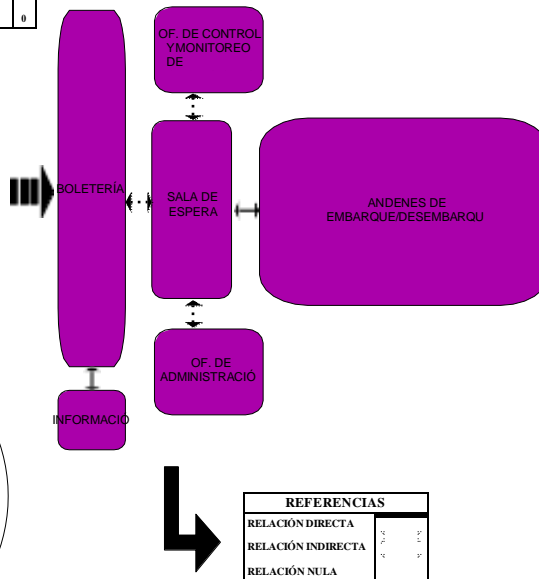 0
OF. DE CONTROL
YMONITOREO
DE
BOLETERÍA
SALA DE
ESPERA
ANDENES DE
EMBARQUE/DESEMBARQU
OF. DE
ADMINISTRACIÓ
INFORMACIO
REFERENCIAS
RELACIÓN DIRECTA
RELACIÓN INDIRECTA
RELACIÓN NULA